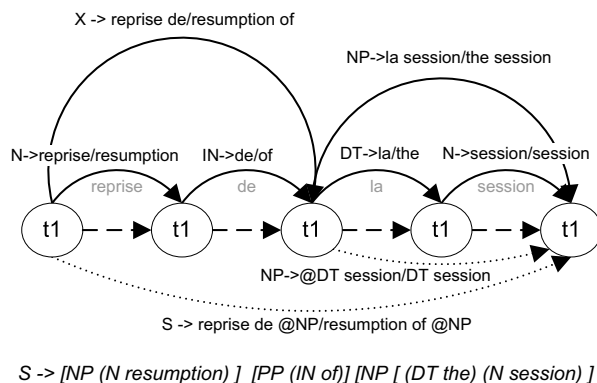 X -> reprise de/resumption of
NP->la session/the session
N->reprise/resumption IN->de/of DT->la/the N->session/session
reprise de la session
t1 t1 t1 t1 t1
NP->@DT session/DT session
S -> reprise de @NP/resumption of @NP
S -> [NP (N resumption) ] [PP (IN of)] [NP [ (DT the) (N session) ]